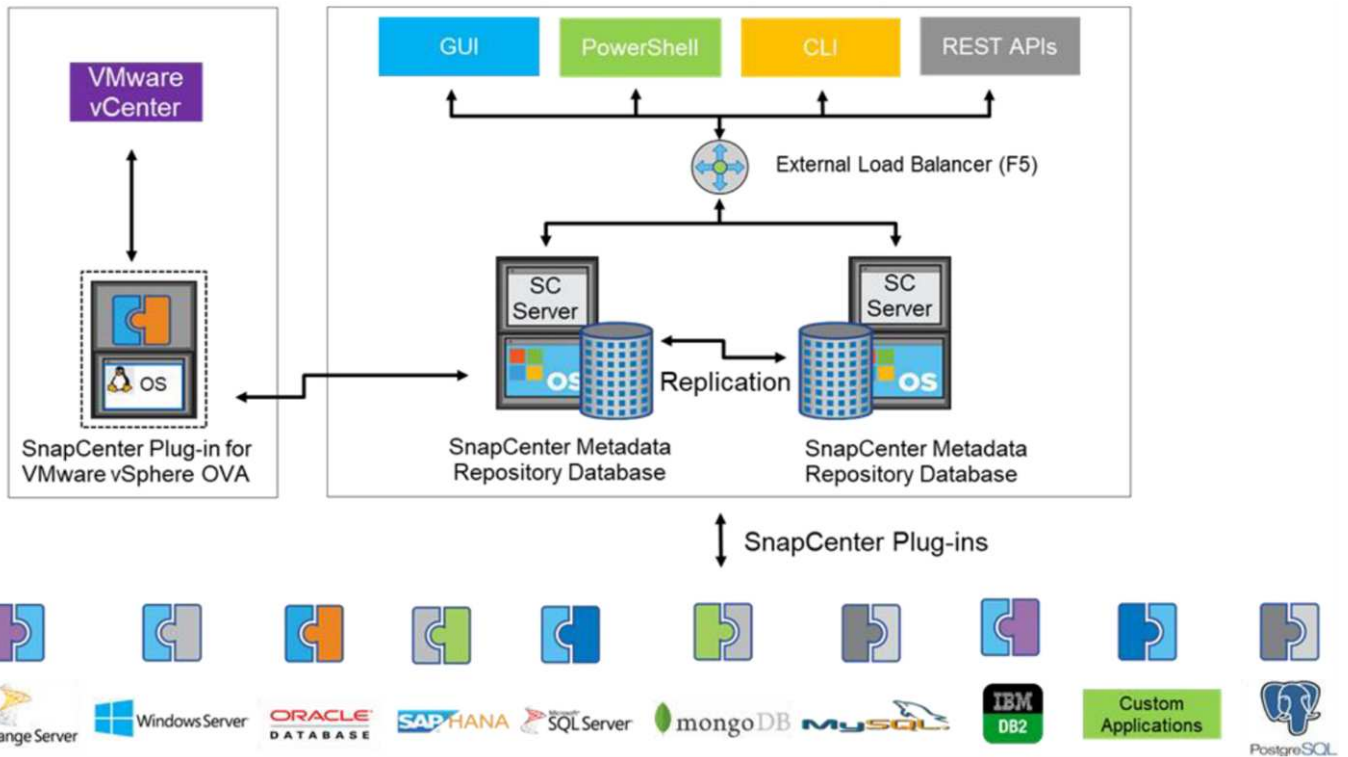 GUI
PowerShell
CLI
REST APIs
VMware
vCenter
External Load Balancer (F5)
SC
Server
SC
Server
OS
OS
OS
Replication
SnapCenter Plug-in for
VMware vSphere OVA
SnapCenter Metadata
Repository Database
SnapCenter Metadata
Repository Database
SnapCenter Plug-ins
ange Server
Windows Server
ORACLE
DATABASE
SAP HANA
Microsoft
SQL Server
mongoDB
MySQL
IBM
DB2
Custom
Applications
PostgreSQL